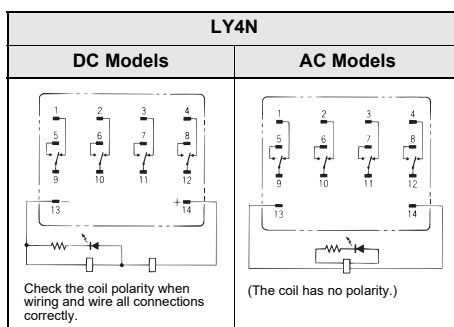 LY4N
DC Models
AC Models
1 2 3 4
5 6 7 8
9 10 11 12
13 − + 14
Check the coil polarity when
wiring and wire all connections
correctly.
1 2 3 4
5 6 7 8
9 10 11 12
13 14
(The coil has no polarity.)